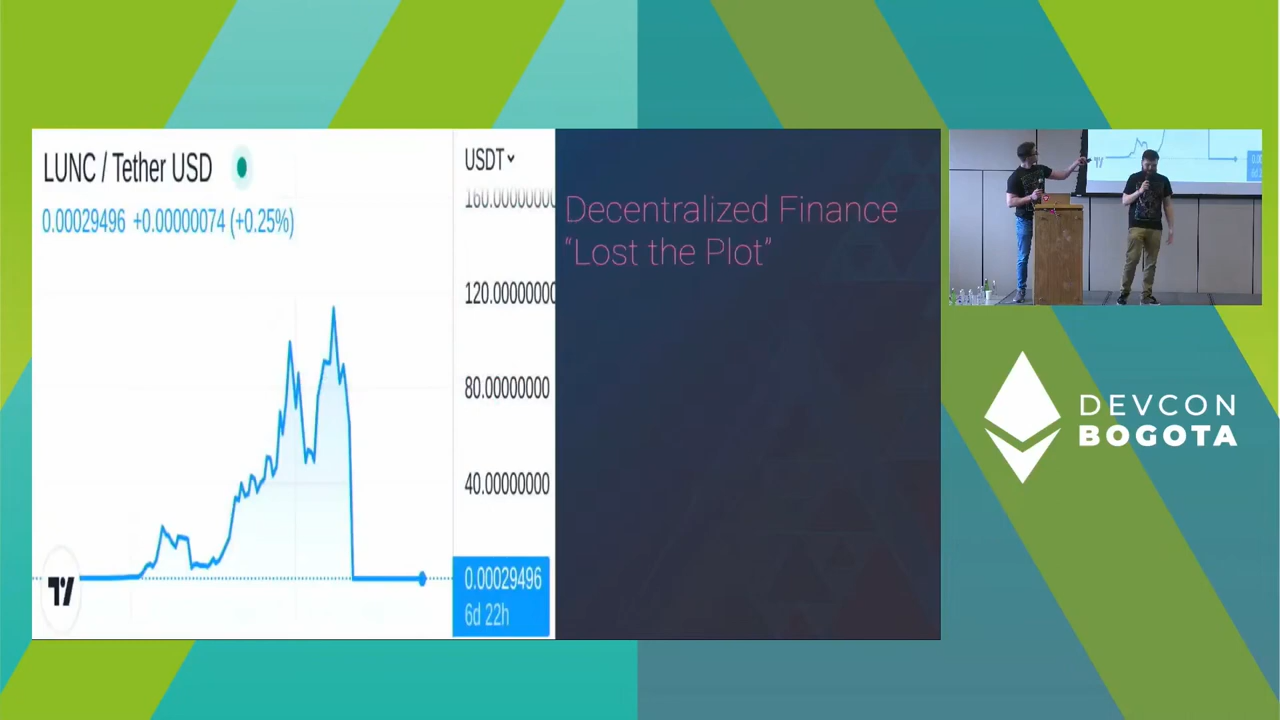 LUNC / Tether USD
0.00029496 +0.00000074 (+0.25%)
USDT
160.00000000
120.00000000
80.00000000
40.00000000
0.00029496
6d 22h
Decentralized Finance
“Lost the Plot”
DEVCON
BOGOTA